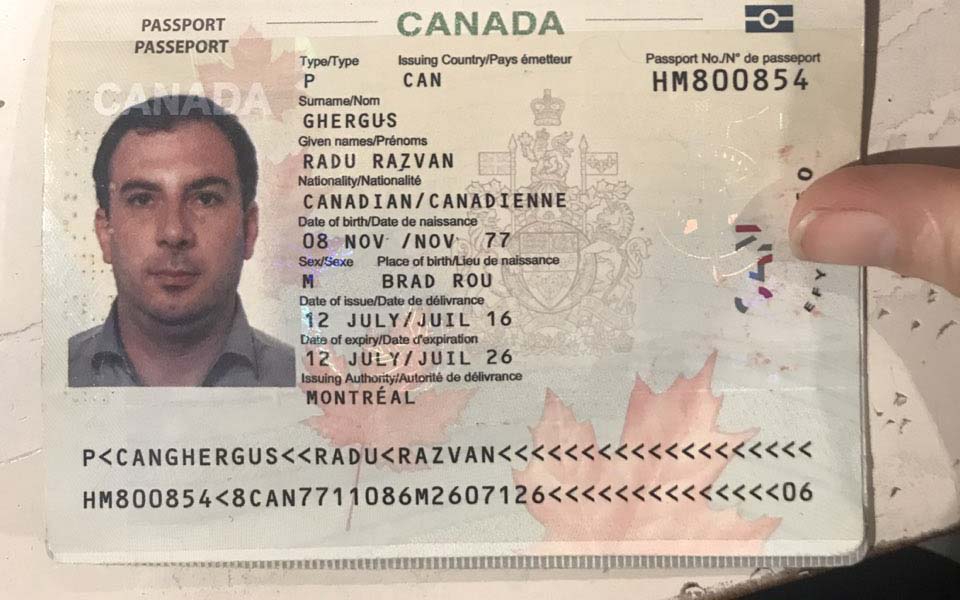 PASSPORT
PASSEPORT
CANADA
Type/Type
Issuing Country/Pays émetteur
Passport No./N° de passeport
P
CAN
HM800854
CANADA
Surname/Nom
GHERGUS
Given names/Prénoms
RADU RAZVAN
Nationality/Nationalité
CANADIAN/CANADIENNE
Date of birth/Date de naissance
08 NOV /NOV 77
Sex/Sexe
Place of birth/Lieu de naissance
M
BRAD ROU
Date of issue/Date de délivrance
12 JULY/JUIL 16
Date of expiry/Date d'expiration
12 JULY/JUIL 26
Issuing Authority/Autorité de délivrance
MONTRÉAL
P<CANGHERGUS<<RADU<RAZVAN<<<<<<<<<<<<<<<<<<<
HM800854<8CAN7711086M2607126<<<<<<<<<<<<<<06